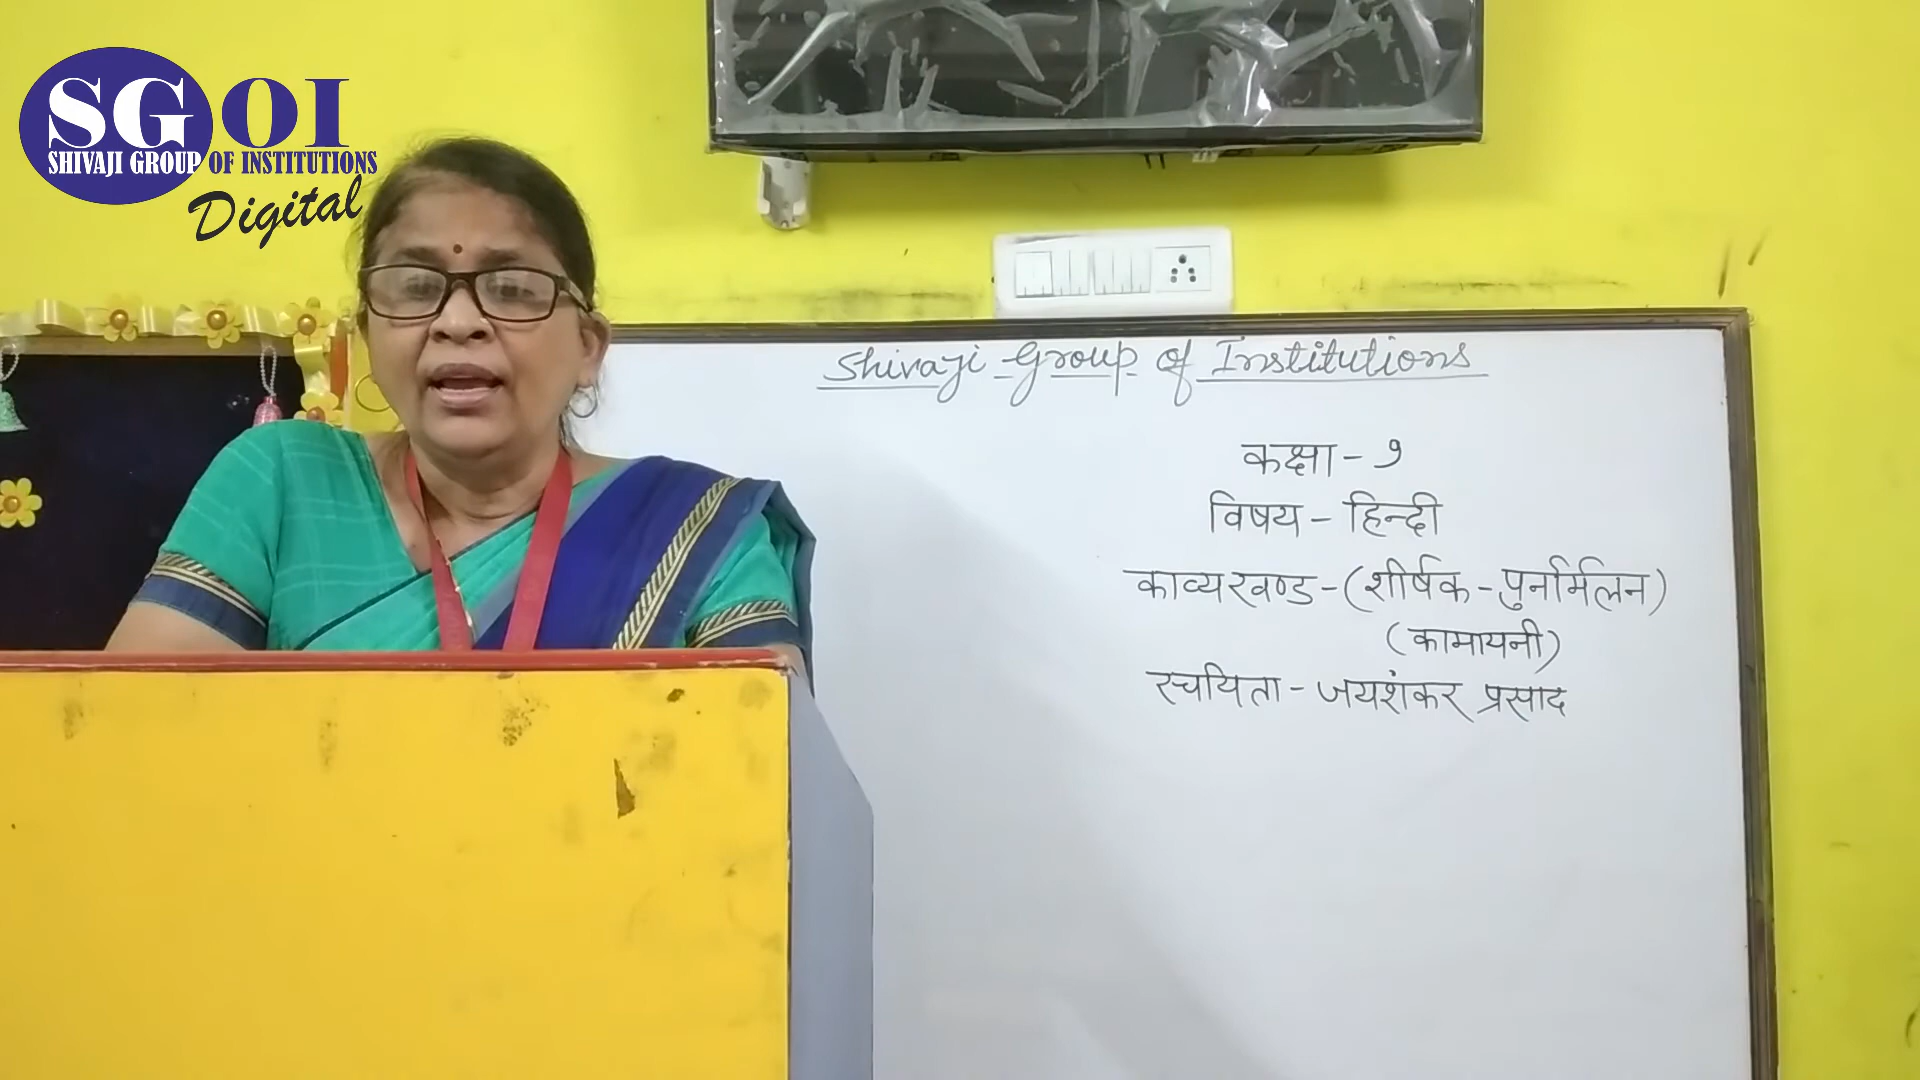 SGOI
SHIVAJI GROUP OF INSTITUTIONS
Digital
Shivaji Group of Institutions
कक्षा - 9
विषय - हिन्दी
काव्यखण्ड - (शीर्षक - पुर्नार्मिलन)
(कामायनी)
रचयिता - जयशंकर प्रसाद